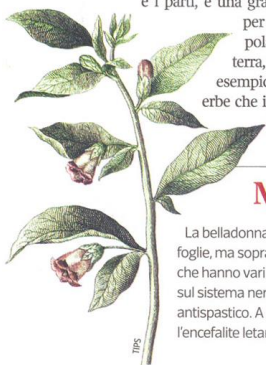 e i parti, è una gra
per
pol
terra,
esempio
erbe che i
M
La belladonna
foglie, ma sopra
che hanno vari
sul sistema ner
antispastico. A
l'encefalite letar
TIPS